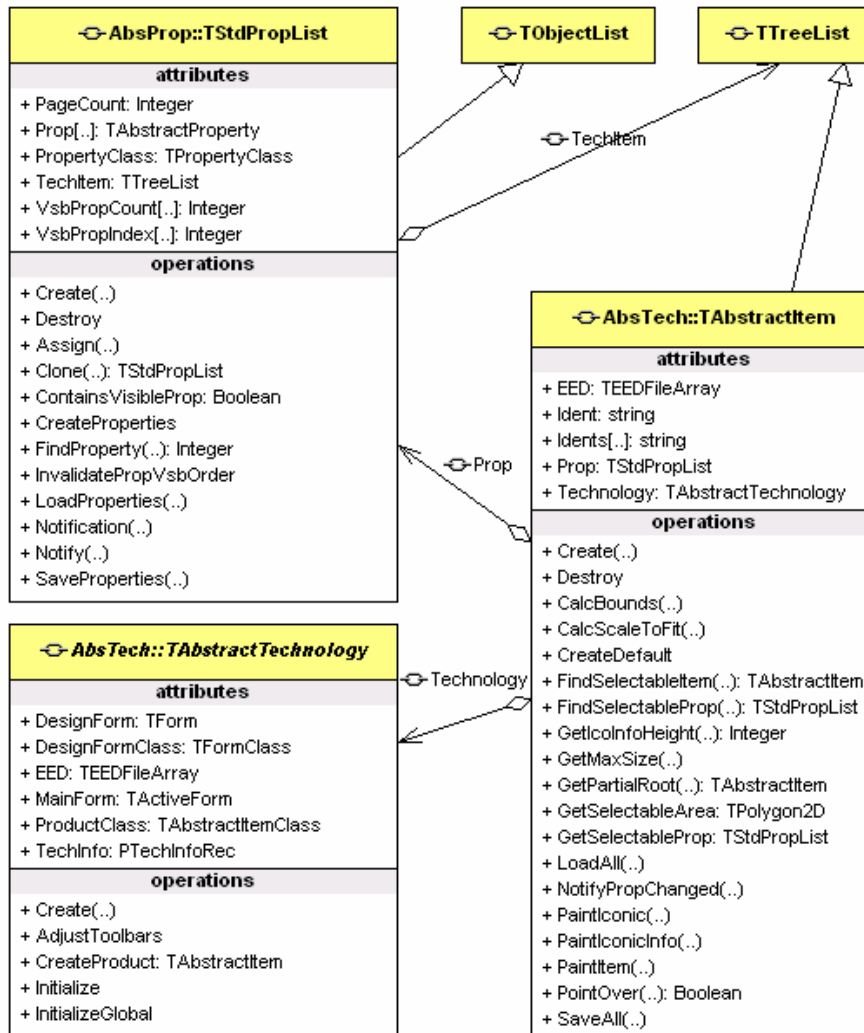 AbsProp::TStdPropList
attributes
+ PageCount: Integer
+ Prop[..]: TAbstractProperty
+ PropertyClass: TPropertyClass
+ TechItem: TTreeList
+ VsbPropCount[..]: Integer
+ VsbPropIndex[..]: Integer
operations
+ Create(..)
+ Destroy
+ Assign(..)
+ Clone(..): TStdPropList
+ ContainsVisibleProp: Boolean
+ CreateProperties
+ FindProperty(..): Integer
+ InvalidatePropVsbOrder
+ LoadProperties(..)
+ Notification(..)
+ Notify(..)
+ SaveProperties(..)
TObjectList
TTreeList
TechItem
Prop
Technology
AbsTech::TAbstractItem
attributes
+ EED: TEEDFileArray
+ Ident: string
+ Idents[..]: string
+ Prop: TStdPropList
+ Technology: TAbstractTechnology
operations
+ Create(..)
+ Destroy
+ CalcBounds(..)
+ CalcScaleToFit(..)
+ CreateDefault
+ FindSelectableItem(..): TAbstractItem
+ FindSelectableProp(..): TStdPropList
+ GetIcoInfoHeight(..): Integer
+ GetMaxSize(..)
+ GetPartialRoot(..): TAbstractItem
+ GetSelectableArea: TPolygon2D
+ GetSelectableProp: TStdPropList
+ LoadAll(..)
+ NotifyPropChanged(..)
+ PaintIconic(..)
+ PaintIconicInfo(..)
+ PaintItem(..)
+ PointOver(..): Boolean
+ SaveAll(..)
AbsTech::TAbstractTechnology
attributes
+ DesignForm: TForm
+ DesignFormClass: TFormClass
+ EED: TEEDFileArray
+ MainForm: TActiveForm
+ ProductClass: TAbstractItemClass
+ TechInfo: PTechInfoRec
operations
+ Create(..)
+ AdjustToolbars
+ CreateProduct: TAbstractItem
+ Initialize
+ InitializeGlobal